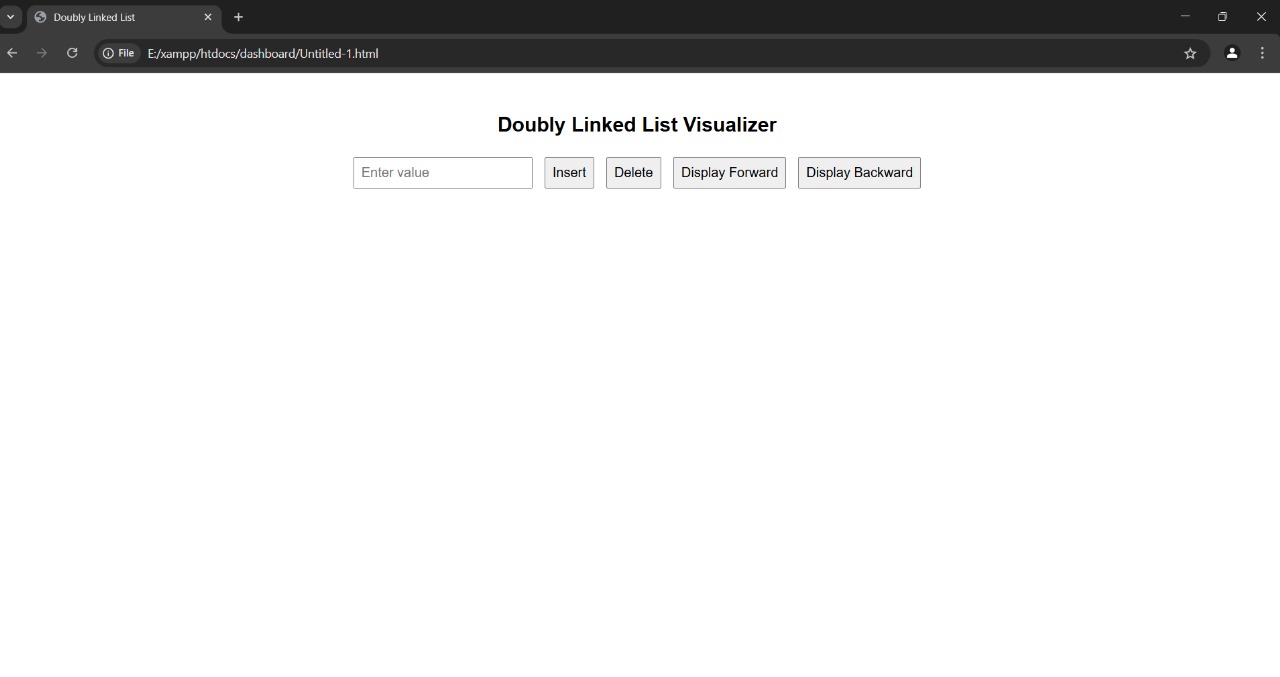 Doubly Linked List
File E:/xampp/htdocs/dashboard/Untitled-1.html
Doubly Linked List Visualizer
Enter value Insert Delete Display Forward Display Backward